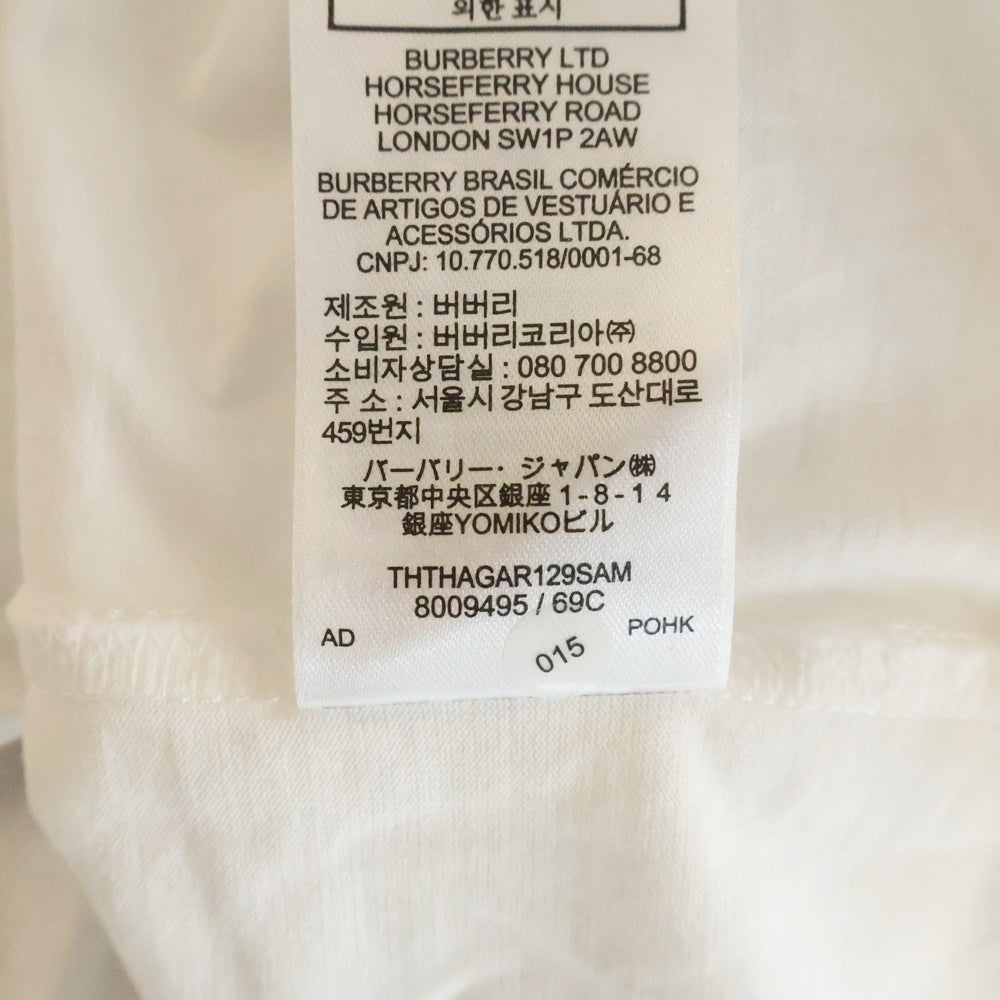 의한 표시
BURBERRY LTD
HORSEFERRY HOUSE
HORSEFERRY ROAD
LONDON SW1P 2AW
BURBERRY BRASIL COMÉRCIO
DE ARTIGOS DE VESTUÁRIO E
ACESSÓRIOS LTDA.
CNPJ: 10.770.518/0001-68
제조원 : 버버리
수입원 : 버버리코리아㈜
소비자상담실 : 080 700 8800
주 소 : 서울시 강남구 도산대로
459번지
バーバリー・ジャパン㈱
東京都中央区銀座 1 - 8 - 1 4
銀座YOMIKOビル
THTHAGAR129SAM
8009495 / 69C
AD
POHK
015